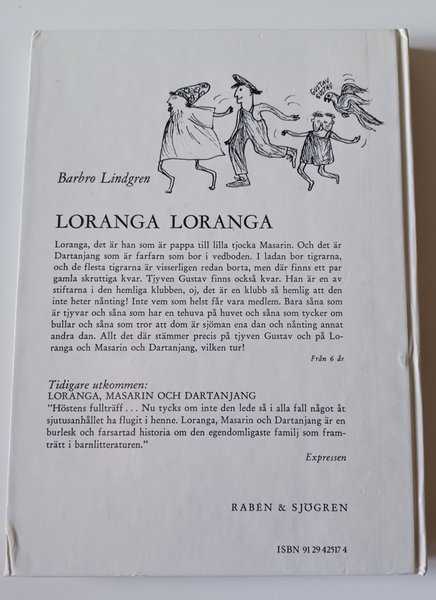 GUSTAV
GUSTAV
Barbro Lindgren
LORANGA LORANGA
Loranga, det är han som är pappa till lilla tjocka Masarin. Och det är
Dartanjang som är farfarn som bor i vedboden. I ladan bor tigrarna,
och de flesta tigrarna är visserligen redan borta, men där finns ett par
gamla skruttiga kvar. Tjyven Gustav finns också kvar. Han är en av
stiftarna i den hemliga klubben, oj, det är en klubb så hemlig att den
inte heter nånting! Inte vem som helst får vara medlem. Bara såna som
är tjyvar och såna som har en tehuva på huvet och såna som tycker om
bullar och såna som tror att dom är sjöman ena dan och nånting annat
andra dan. Allt det där stämmer precis på tjyven Gustav och på Lo-
ranga och Masarin och Dartanjang, vilken tur!
Från 6 år
Tidigare utkommen:
LORANGA, MASARIN OCH DARTANJANG
"Höstens fullträff . . . Nu tycks om inte den lede så i alla fall något åt
sjutusanhållet ha flugit i henne. Loranga, Masarin och Dartanjang är en
burlesk och farsartad historia om den egendomligaste familj som fram-
trätt i barnlitteraturen."
Expressen
RABÉN & SJÖGREN
ISBN 91 29 42517 4